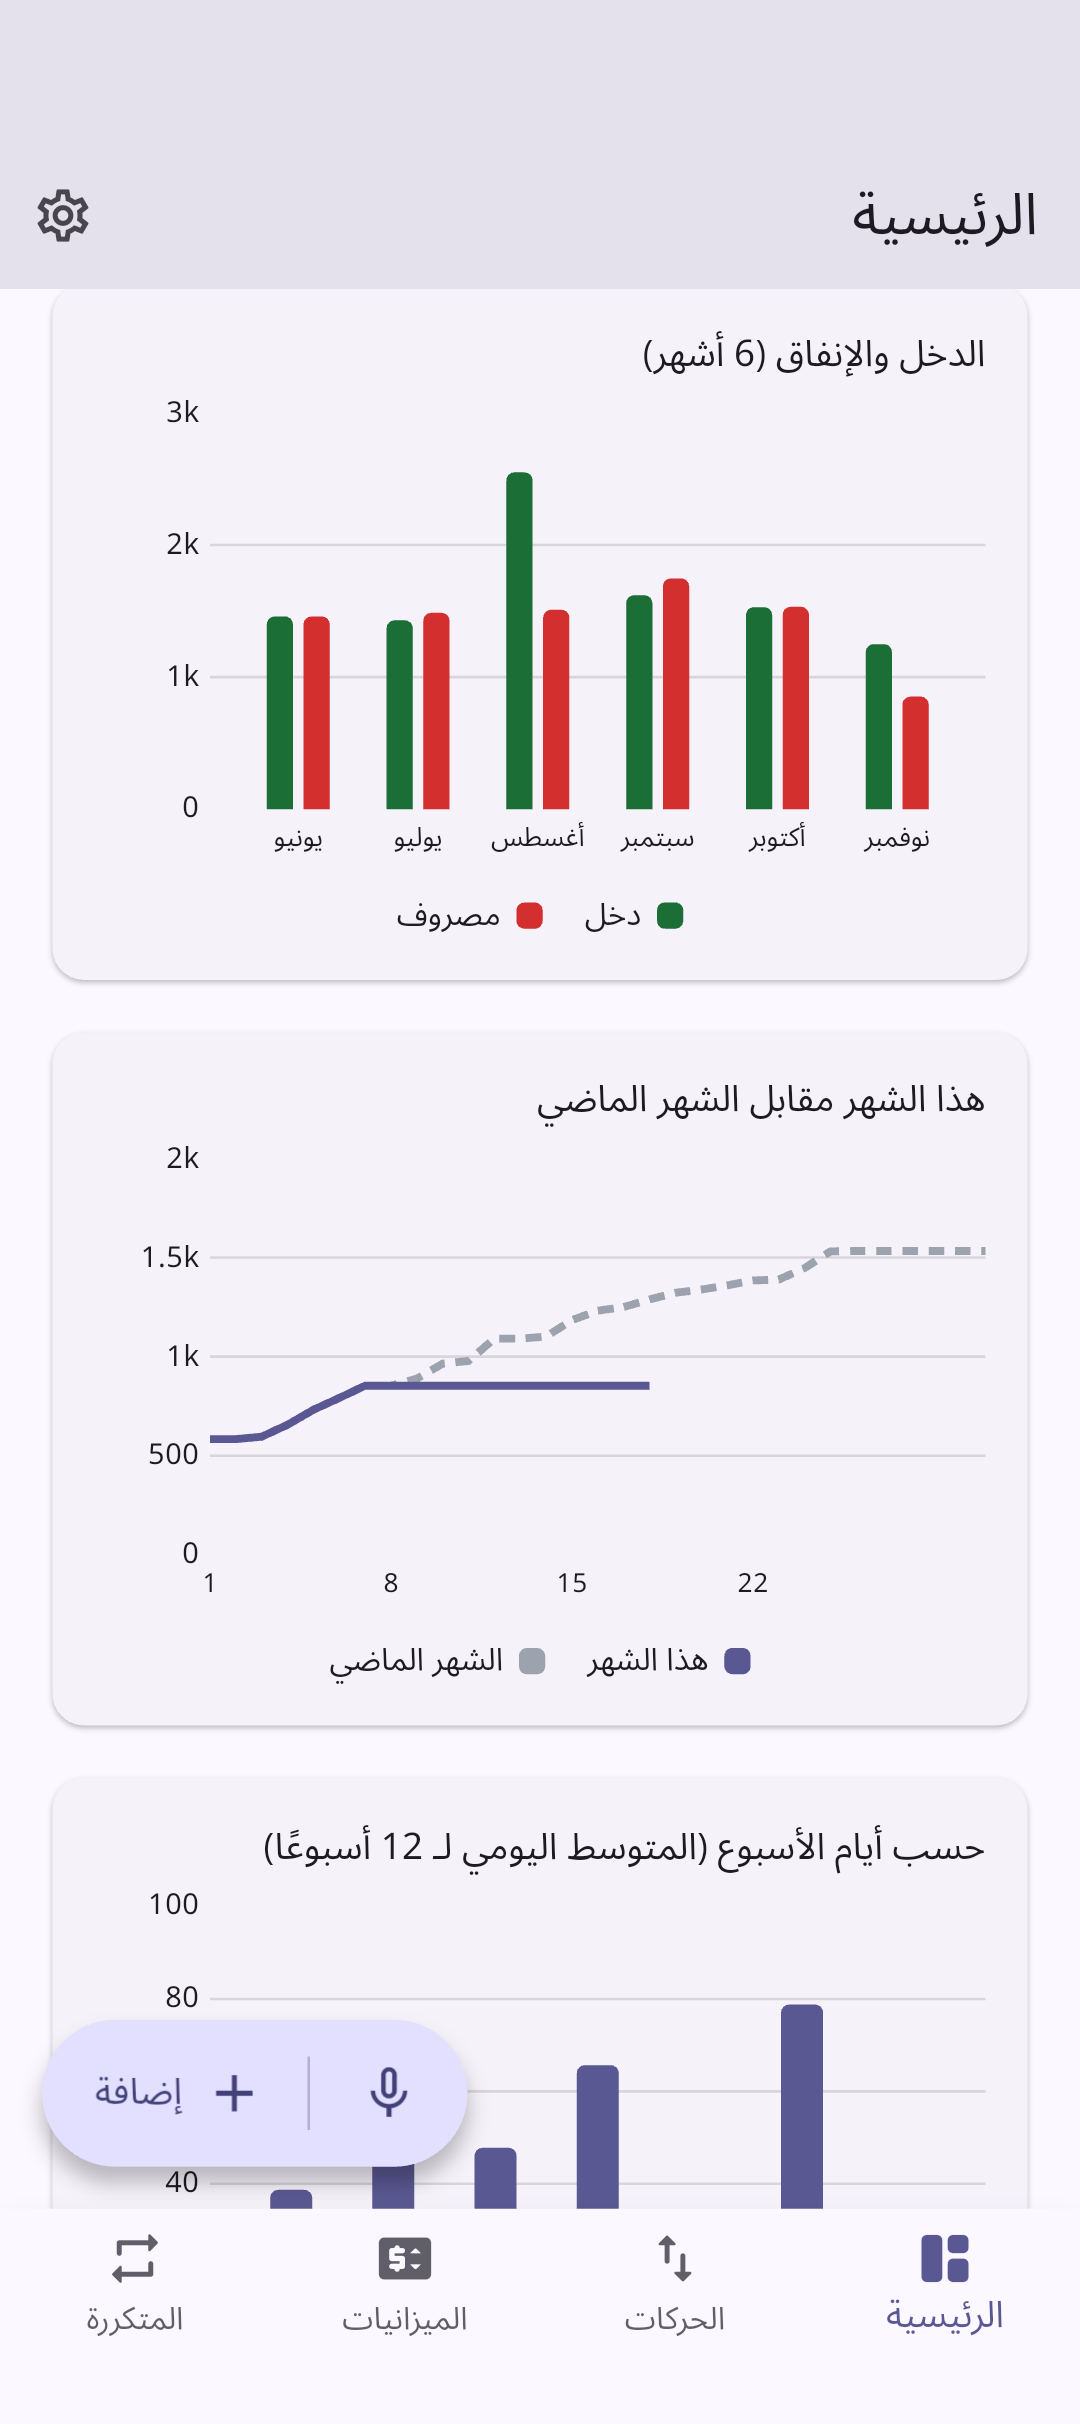 الرئيسية
الدخل والإنفاق (6 أشهر)
3k
2k
1k
0
يونيو
يوليو
أغسطس
سبتمبر
أكتوبر
نوفمبر
دخل
مصروف
هذا الشهر مقابل الشهر الماضي
2k
1.5k
1k
500
0
1
8
15
22
هذا الشهر
الشهر الماضي
حسب أيام الأسبوع (المتوسط اليومي لـ 12 أسبوعًا)
100
80
إضافة
40
الرئيسية
الحركات
الميزانيات
المتكررة